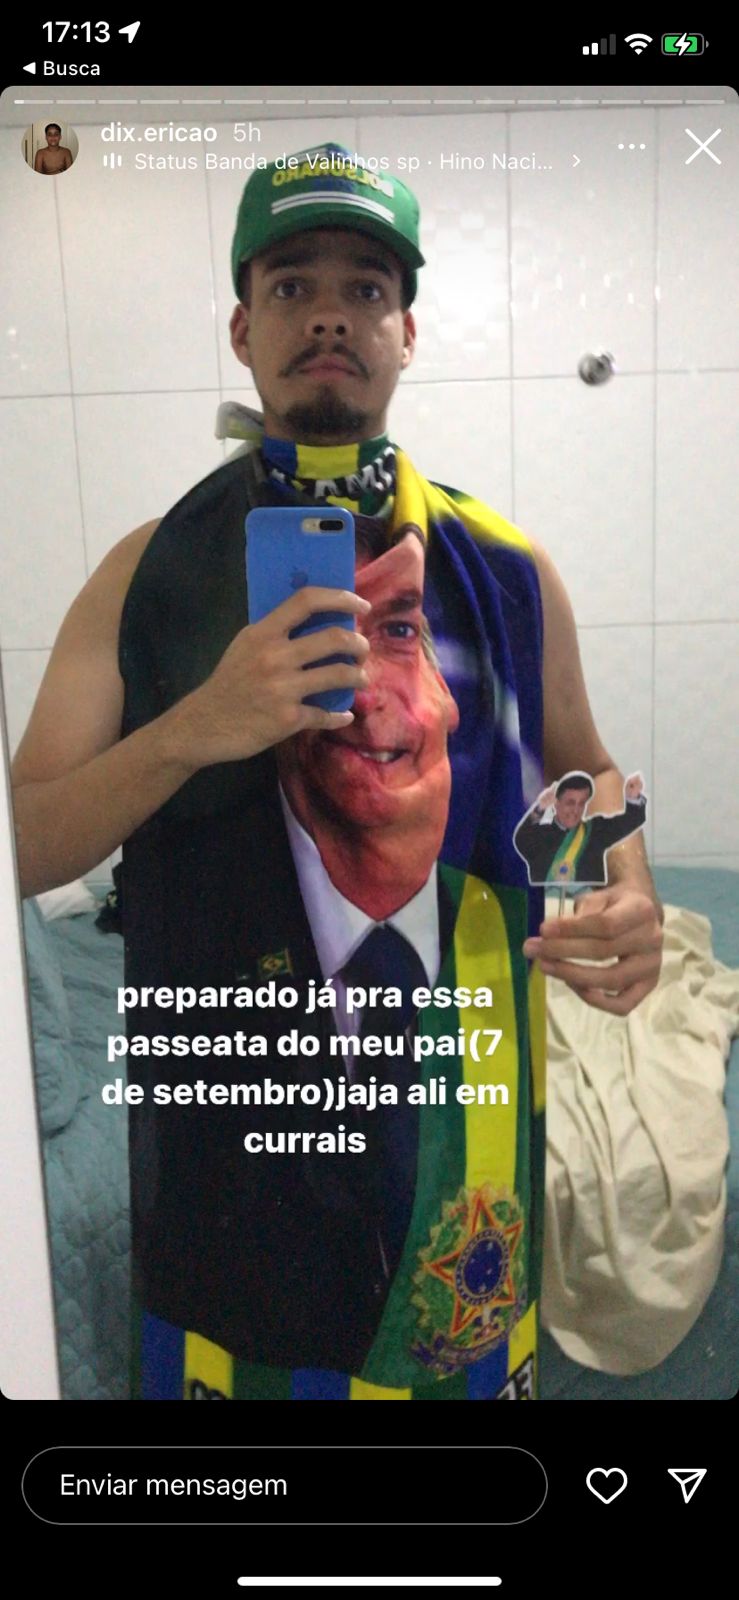 17:13
Busca
dix.ericao 5h
Status Banda de Valinhos sp · Hino Naci...
BOLSONARO
preparado já pra essa
passeata do meu pai(7
de setembro)jaja ali em
currais
Enviar mensagem